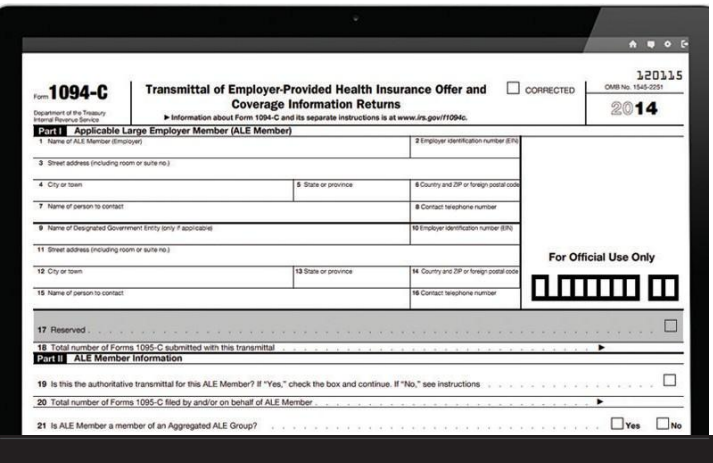 120115
Form 1094-C
Department of the Treasury
Internal Revenue Service
Transmittal of Employer-Provided Health Insurance Offer and
Coverage Information Returns
▶ Information about Form 1094-C and its separate instructions is at www.irs.gov/f1094c.
CORRECTED
OMB No. 1545-2251
2014
Part I Applicable Large Employer Member (ALE Member)
1 Name of ALE Member (Employer)
2 Employer identification number (EIN)
3 Street address (including room or suite no.)
4 City or town
5 State or province
6 Country and ZIP or foreign postal code
7 Name of person to contact
8 Contact telephone number
9 Name of Designated Government Entity (only if applicable)
10 Employer identification number (EIN)
11 Street address (including room or suite no.)
12 City or town
13 State or province
14 Country and ZIP or foreign postal code
15 Name of person to contact
16 Contact telephone number
For Official Use Only
17 Reserved
18 Total number of Forms 1095-C submitted with this transmittal ▶
Part II ALE Member Information
19 Is this the authoritative transmittal for this ALE Member? If "Yes," check the box and continue. If "No," see instructions
20 Total number of Forms 1095-C filed by and/or on behalf of ALE Member ▶
21 Is ALE Member a member of an Aggregated ALE Group? Yes No